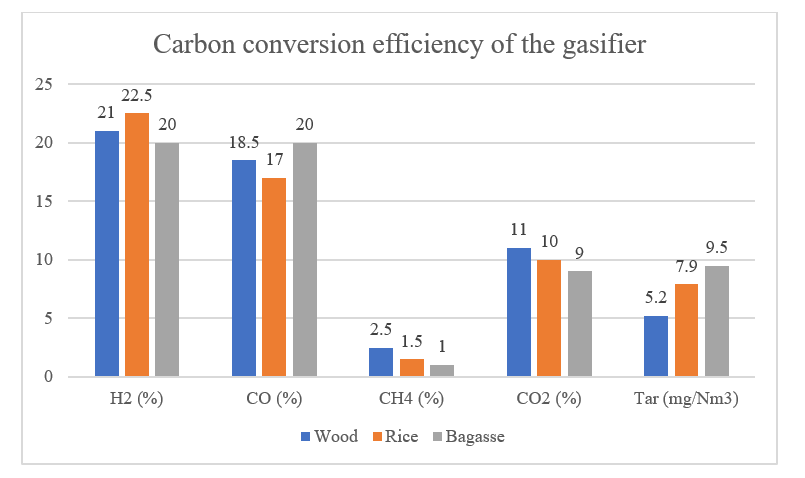 Carbon conversion efficiency of the gasifier
25
20
15
10
5
0
21 22.5 20
18.5 17 20
2.5 1.5 1
11 10 9
5.2 7.9 9.5
H2 (%) CO (%) CH4 (%) CO2 (%) Tar (mg/Nm3)
Wood Rice Bagasse